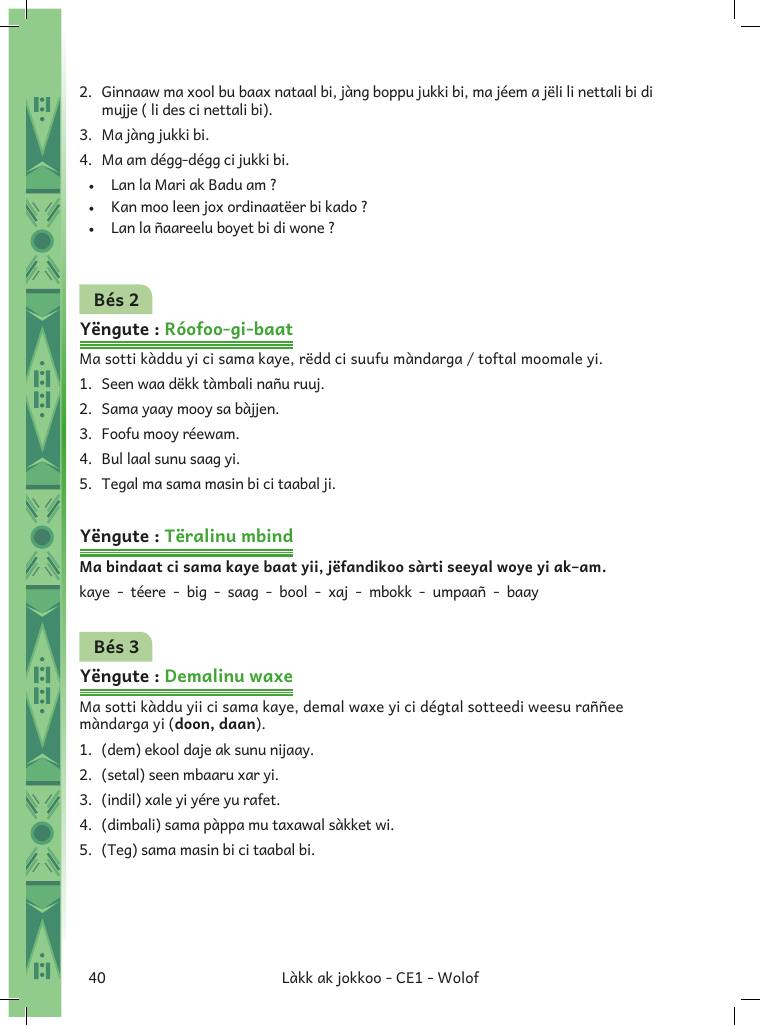 2. Ginnaaw ma xool bu baax nataal bi, jàng boppu jukki bi, ma jéem a jëli li nettali bi di
mujje ( li des ci nettali bi).
3. Ma jàng jukki bi.
4. Ma am dégg-dégg ci jukki bi.
• Lan la Mari ak Badu am ?
• Kan moo leen jox ordinaatëer bi kado ?
• Lan la ñaareelu boyet bi di wone ?
Bés 2
Yëngute : Róofoo-gi-baat
Ma sotti kàddu yi ci sama kaye, rëdd ci suufu màndarga / toftal moomale yi.
1. Seen waa dëkk tàmbali nañu ruuj.
2. Sama yaay mooy sa bàjjen.
3. Foofu mooy réewam.
4. Bul laal sunu saag yi.
5. Tegal ma sama masin bi ci taabal ji.
Yëngute : Tëralinu mbind
Ma bindaat ci sama kaye baat yii, jëfandikoo sàrti seeyal woye yi ak-am.
kaye - téere - big - saag - bool - xaj - mbokk - umpaañ - baay
Bés 3
Yëngute : Demalinu waxe
Ma sotti kàddu yii ci sama kaye, demal waxe yi ci dégtal sotteedi weesu raññee
màndarga yi (doon, daan).
1. (dem) ekool daje ak sunu nijaay.
2. (setal) seen mbaaru xar yi.
3. (indil) xale yi yére yu rafet.
4. (dimbali) sama pàppa mu taxawal sàkket wi.
5. (Teg) sama masin bi ci taabal bi.
40 Làkk ak jokkoo - CE1 - Wolof